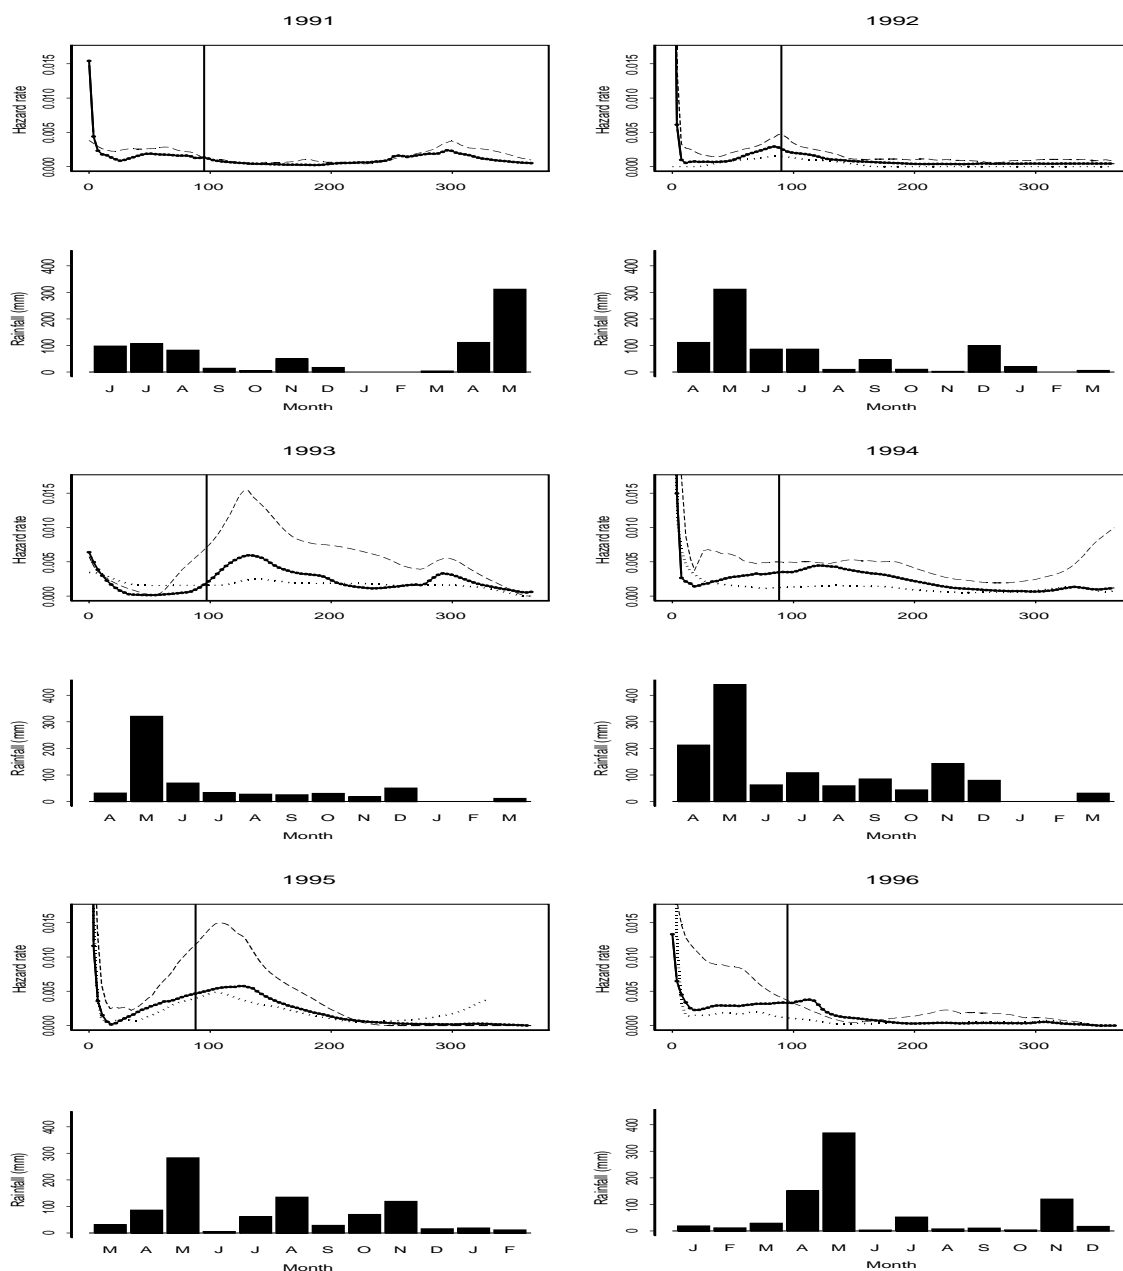 1991 1992
Hazard rate
0.000 0.005 0.010 0.015
0 100 200 300
Hazard rate
0.000 0.005 0.010 0.015
0 100 200 300
Rainfall (mm)
0 100 200 300 400
J J A S O N D J F M A M
Month
Rainfall (mm)
0 100 200 300 400
A M J J A S O N D J F M
Month
1993 1994
Hazard rate
0.000 0.005 0.010 0.015
0 100 200 300
Hazard rate
0.000 0.005 0.010 0.015
0 100 200 300
Rainfall (mm)
0 100 200 300 400
A M J J A S O N D J F M
Month
Rainfall (mm)
0 100 200 300 400
A M J J A S O N D J F M
Month
1995 1996
Hazard rate
0.000 0.005 0.010 0.015
0 100 200 300
Hazard rate
0.000 0.005 0.010 0.015
0 100 200 300
Rainfall (mm)
0 100 200 300 400
M A M J J A S O N D J F
Month
Rainfall (mm)
0 100 200 300 400
J F M A M J J A S O N D
Month